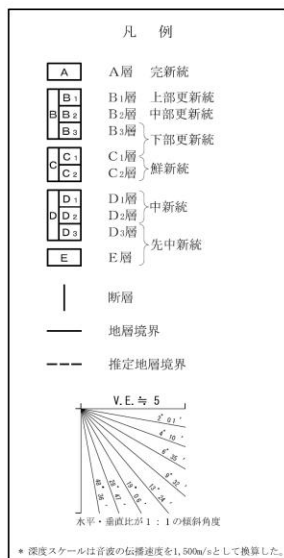 凡 例
A A層 完新統
B B1 B1層 上部更新統
B2 B2層 中部更新統
B3 B3層 下部更新統
C C1 C1層
C2 C2層 鮮新統
D D1 D1層
D2 D2層 中新統
D3 D3層
E E層 先中新統
断層
地層境界
推定地層境界
V.E.≒ 5
水平・垂直比が 1 : 1の傾斜角度
* 深度スケールは音波の伝播速度を1,500m/sとして換算した。